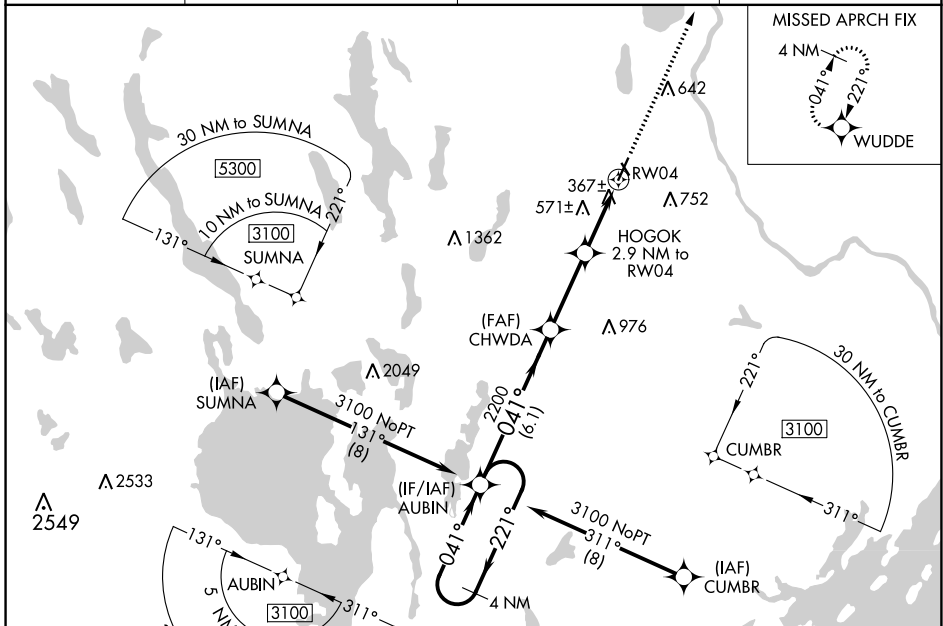 MISSED APRCH FIX
4 NM
041°
221°
WUDDE
642
30 NM to SUMNA
5300
10 NM to SUMNA
3100
131°
221°
SUMNA
RW04
367±
571±
752
1362
HOGOK
2.9 NM to
RW04
(FAF)
CHWDA
976
2049
(IAF)
SUMNA
3100 NoPT
131°
(8)
2200
041°
(6.1)
30 NM to CUMBR
221°
3100
CUMBR
311°
2533
2549
(IF/IAF)
AUBIN
041°
221°
4 NM
3100 NoPT
311°
(8)
(IAF)
CUMBR
131°
AUBIN
5 NM
3100
311°